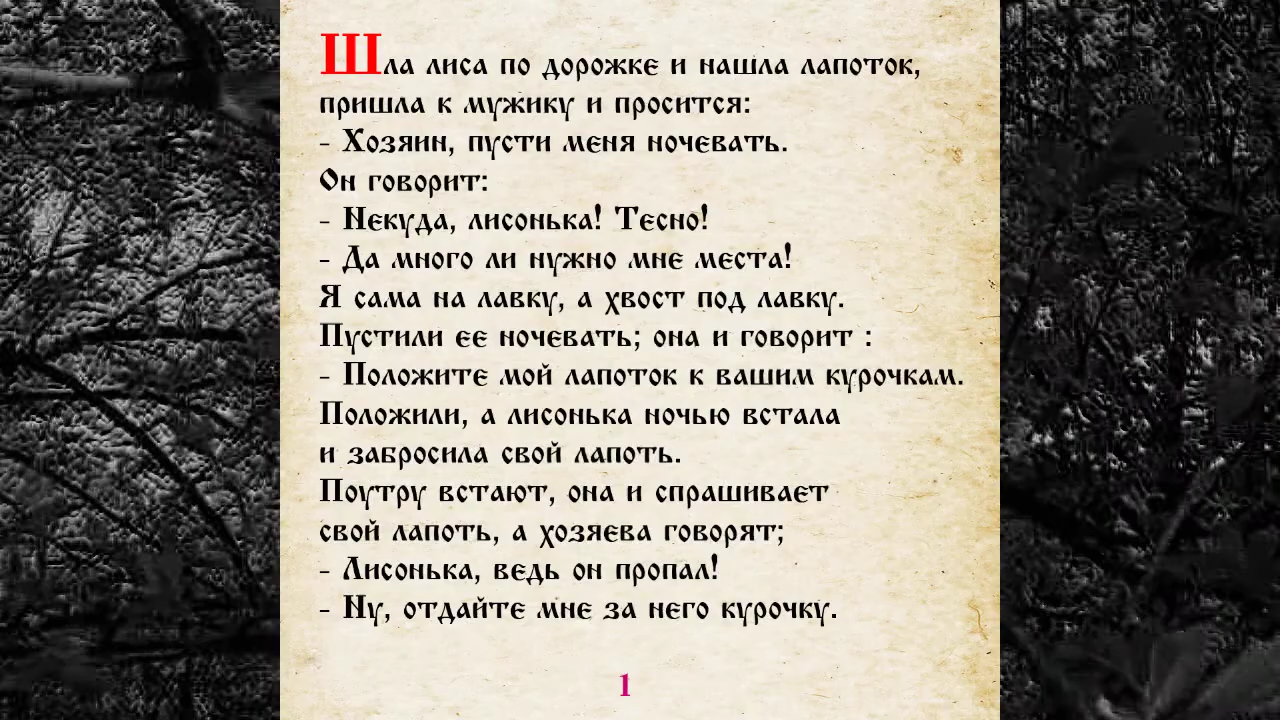 Шла лиса по дорожке и нашла лапоток,
пришла к мужику и просится:
- Хозяин, пусти меня ночевать.
Он говорит:
- Некуда, лисонька! Тесно!
- Да много ли нужно мне места!
Я сама на лавку, а хвост под лавку.
Пустили ее ночевать; она и говорит :
- Положите мой лапоток к вашим курочкам.
Положили, а лисонька ночью встала
и забросила свой лапоть.
Поутру встают, она и спрашивает
свой лапоть, а хозяева говорят;
- Лисонька, ведь он пропал!
- Ну, отдайте мне за него курочку.
1